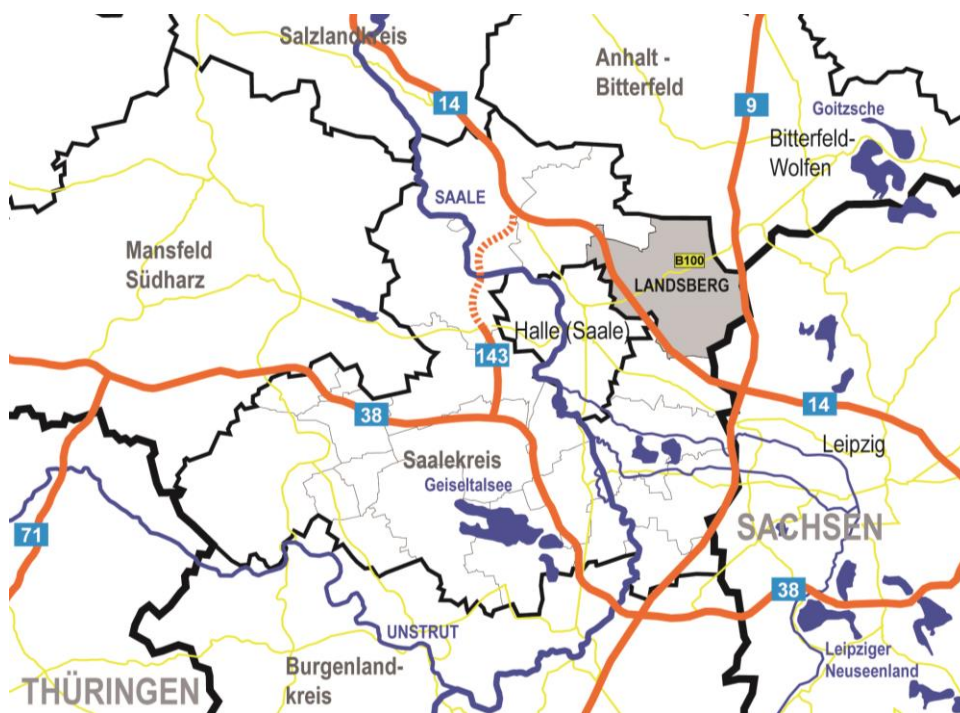 Salzlandkreis
Anhalt -
Bitterfeld
14
9
Goitzsche
Bitterfeld-
Wolfen
SAALE
Mansfeld
Südharz
B100
LANDSBERG
Halle (Saale)
143
38
14
Leipzig
Saalekreis
Geiseltalsee
71
SACHSEN
38
UNSTRUT
Burgenland-
kreis
Leipziger
Neuseenland
THÜRINGEN